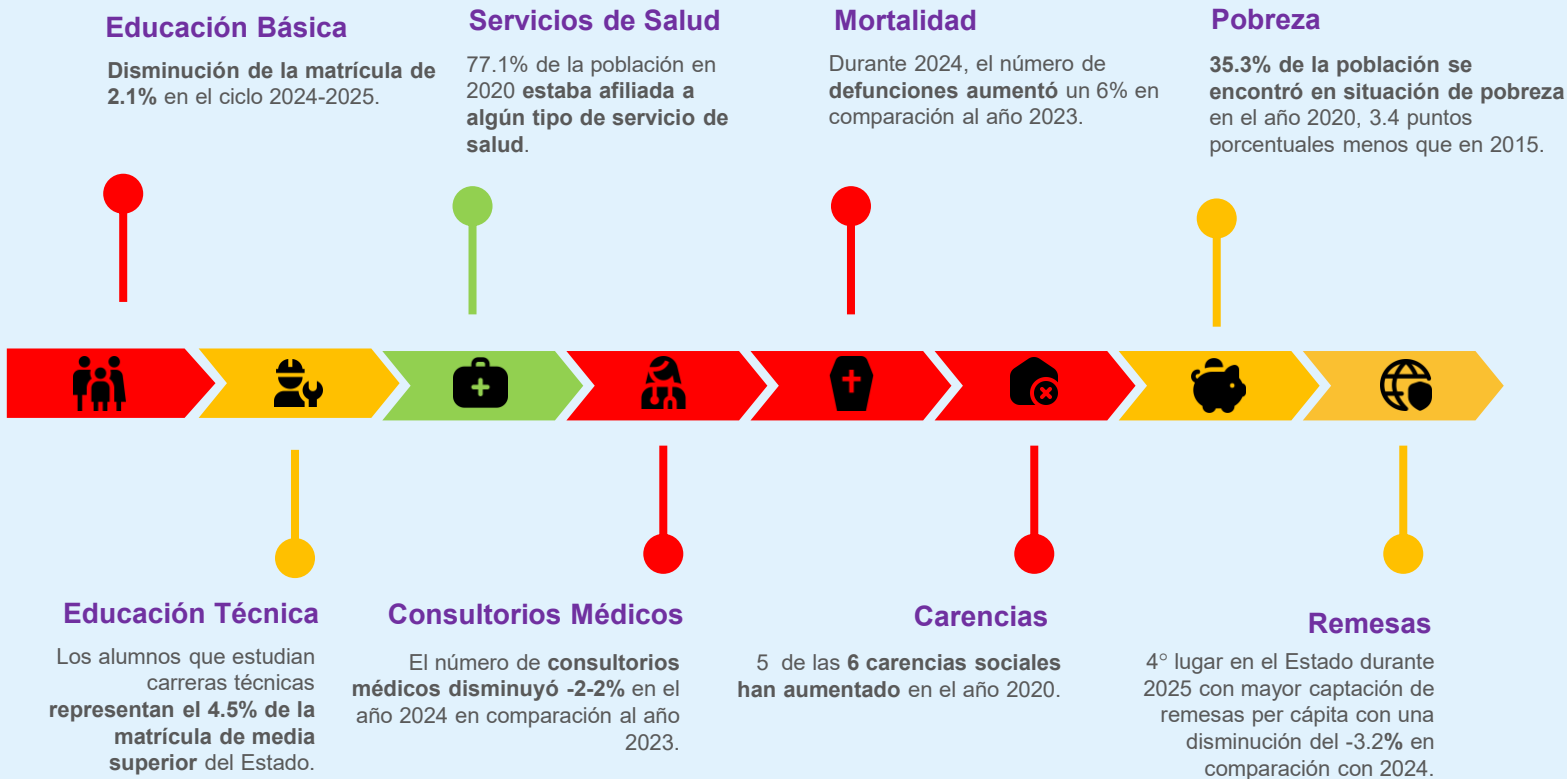 Educación Básica
Disminución de la matrícula de
2.1% en el ciclo 2024-2025.
Servicios de Salud
77.1% de la población en
2020 estaba afiliada a
algún tipo de servicio de
salud.
Mortalidad
Durante 2024, el número de
defunciones aumentó un 6% en
comparación al año 2023.
Pobreza
35.3% de la población se
encontró en situación de pobreza
en el año 2020, 3.4 puntos
porcentuales menos que en 2015.
Educación Técnica
Los alumnos que estudian
carreras técnicas
representan el 4.5% de la
matrícula de media
superior del Estado.
Consultorios Médicos
El número de consultorios
médicos disminuyó -2-2% en el
año 2024 en comparación al año
2023.
Carencias
5 de las 6 carencias sociales
han aumentado en el año 2020.
Remesas
4° lugar en el Estado durante
2025 con mayor captación de
remesas per cápita con una
disminución del -3.2% en
comparación con 2024.